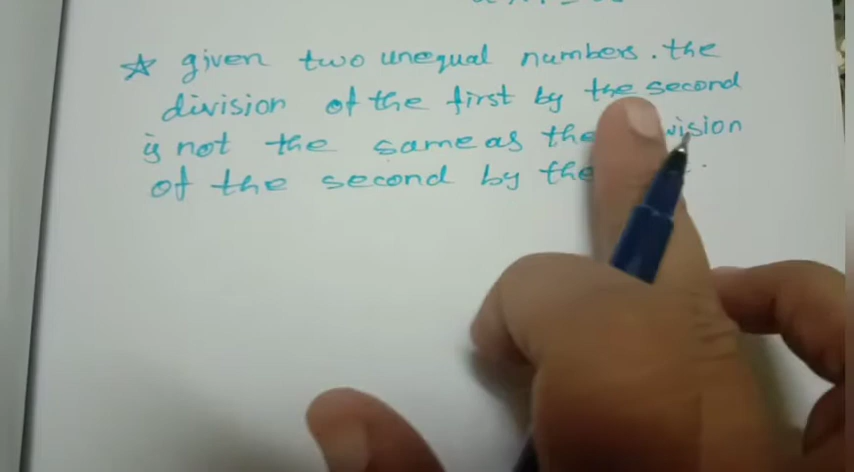 ☆ given two unequal numbers. the
division of the first by the second
is not the same as the vision
of the second by the